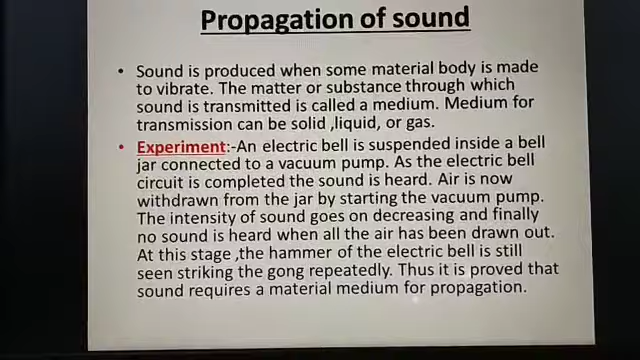 Propagation of sound
• Sound is produced when some material body is made
to vibrate. The matter or substance through which
sound is transmitted is called a medium. Medium for
transmission can be solid ,liquid, or gas.
• Experiment:-An electric bell is suspended inside a bell
jar connected to a vacuum pump. As the electric bell
circuit is completed the sound is heard. Air is now
withdrawn from the jar by starting the vacuum pump.
The intensity of sound goes on decreasing and finally
no sound is heard when all the air has been drawn out.
At this stage ,the hammer of the electric bell is still
seen striking the gong repeatedly. Thus it is proved that
sound requires a material medium for propagation.